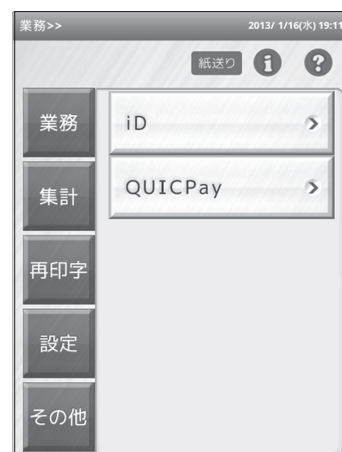 業務>> 2013/ 1/16(水) 19:11
紙送り i ?
業務
iD
QUICPay
集計
再印字
設定
その他